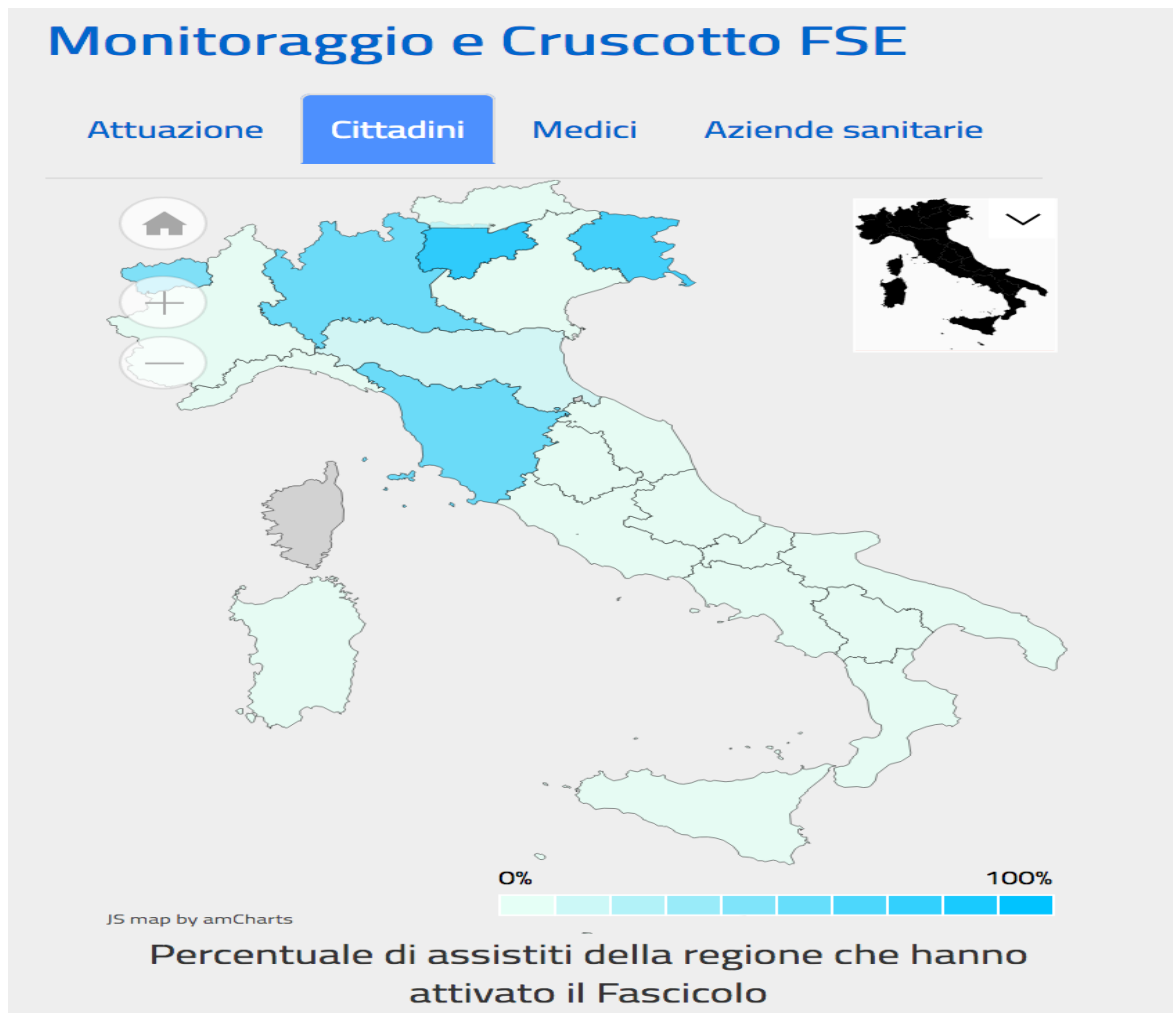 Monitoraggio e Cruscotto FSE
Attuazione Cittadini Medici Aziende sanitarie
0% 100%
JS map by amCharts
Percentuale di assistiti della regione che hanno
attivato il Fascicolo